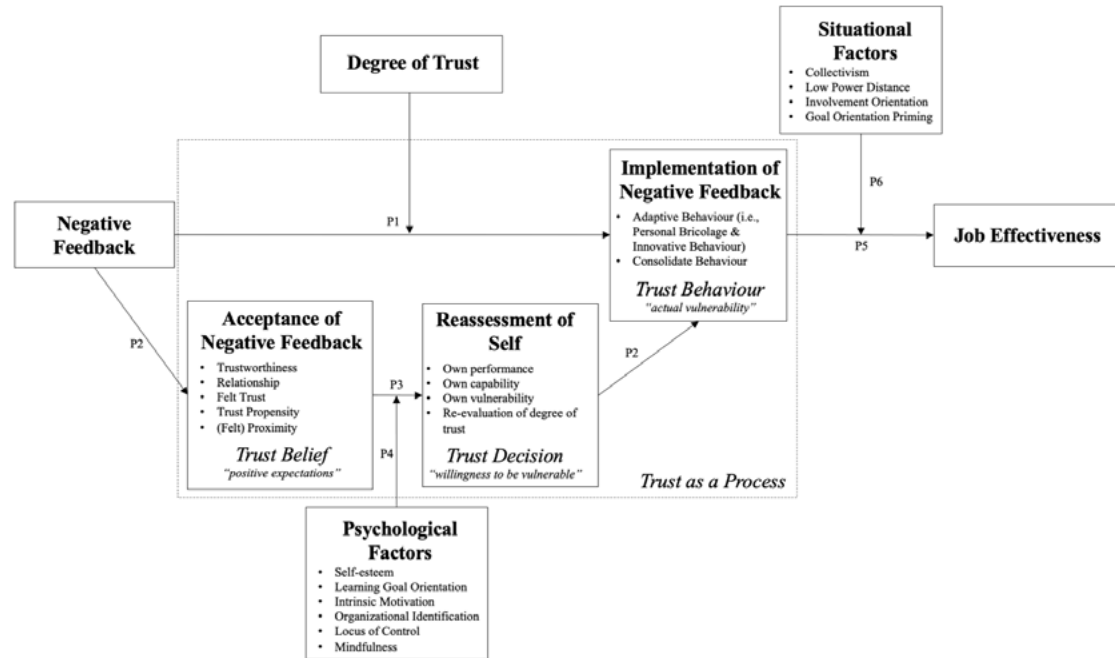 Situational
Factors
• Collectivism
• Low Power Distance
• Involvement Orientation
• Goal Orientation Priming
Degree of Trust
P6
Negative
Feedback
P1
Implementation of
Negative Feedback
• Adaptive Behaviour (i.e.,
Personal Bricolage &
Innovative Behaviour)
• Consolidate Behaviour
Trust Behaviour
“actual vulnerability”
P5
Job Effectiveness
P2
Acceptance of
Negative Feedback
• Trustworthiness
• Relationship
• Felt Trust
• Trust Propensity
• (Felt) Proximity
Trust Belief
“positive expectations”
P3
P4
Reassessment of
Self
• Own performance
• Own capability
• Own vulnerability
• Re-evaluation of degree of
trust
Trust Decision
“willingness to be vulnerable”
P2
Trust as a Process
Psychological
Factors
• Self-esteem
• Learning Goal Orientation
• Intrinsic Motivation
• Organizational Identification
• Locus of Control
• Mindfulness